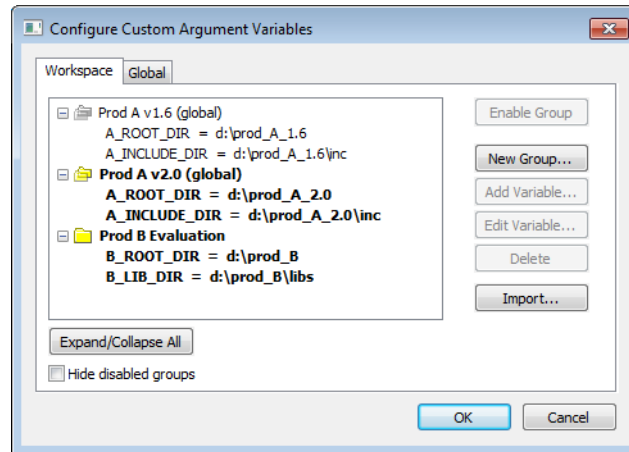 Configure Custom Argument Variables
Workspace
Global
Prod A v1.6 (global)
A_ROOT_DIR = d:\prod_A_1.6
A_INCLUDE_DIR = d:\prod_A_1.6\inc
Prod A v2.0 (global)
A_ROOT_DIR = d:\prod_A_2.0
A_INCLUDE_DIR = d:\prod_A_2.0\inc
Prod B Evaluation
B_ROOT_DIR = d:\prod_B
B_LIB_DIR = d:\prod_B\libs
Enable Group
New Group...
Add Variable...
Edit Variable...
Delete
Import...
Expand/Collapse All
Hide disabled groups
OK
Cancel